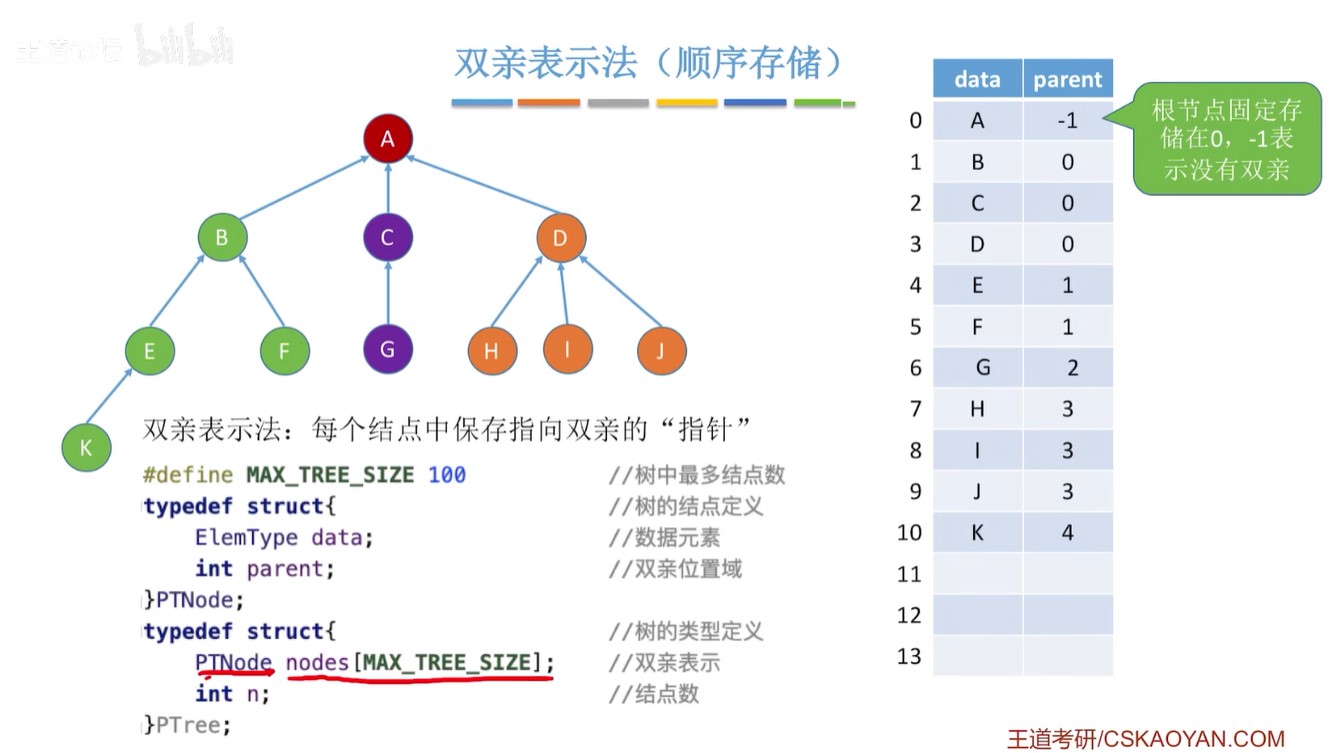 王道论坛 bilibili
双亲表示法（顺序存储）
A
B C D
E F G H I J
K
data parent
0 A -1
1 B 0
2 C 0
3 D 0
4 E 1
5 F 1
6 G 2
7 H 3
8 I 3
9 J 3
10 K 4
11
12
13
根节点固定存
储在0，-1表
示没有双亲
双亲表示法：每个结点中保存指向双亲的“指针”
#define MAX_TREE_SIZE 100 //树中最多结点数
typedef struct{ //树的结点定义
ElemType data; //数据元素
int parent; //双亲位置域
}PTNode;
typedef struct{ //树的类型定义
PTNode nodes[MAX_TREE_SIZE]; //双亲表示
int n; //结点数
}PTree;
王道考研/CSKAOYAN.COM